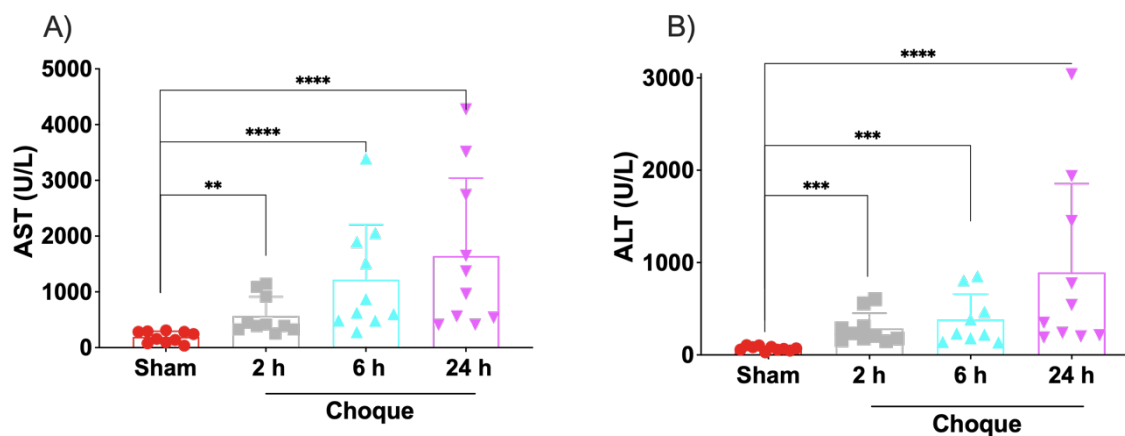 A)
AST (U/L)
5000
4000
3000
2000
1000
0
****
****
**
Sham 2 h 6 h 24 h
Choque
B)
ALT (U/L)
3000
2000
1000
0
****
***
***
Sham 2 h 6 h 24 h
Choque